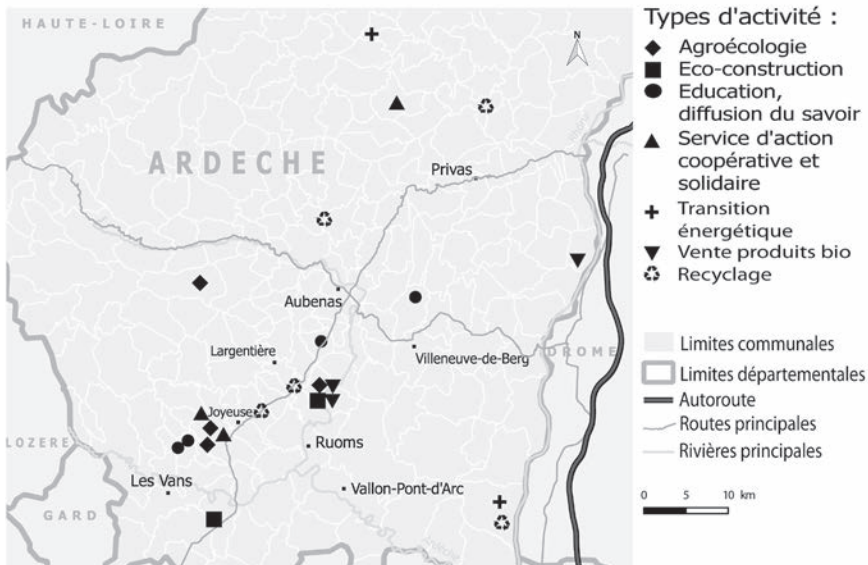 HAUTE-LOIRE
N
ARDECHE
Privas
Aubenas
Largentière
Villeneuve-de-Berg
DROME
Joyeuse
LOZERE
Ruoms
Les Vans
Vallon-Pont-d'Arc
GARD
Types d'activité :
Agroécologie
Eco-construction
Education,
diffusion du savoir
Service d'action
coopérative et
solidaire
Transition
énergétique
Vente produits bio
Recyclage
Limites communales
Limites départementales
Autoroute
Routes principales
Rivières principales
0 5 10 km